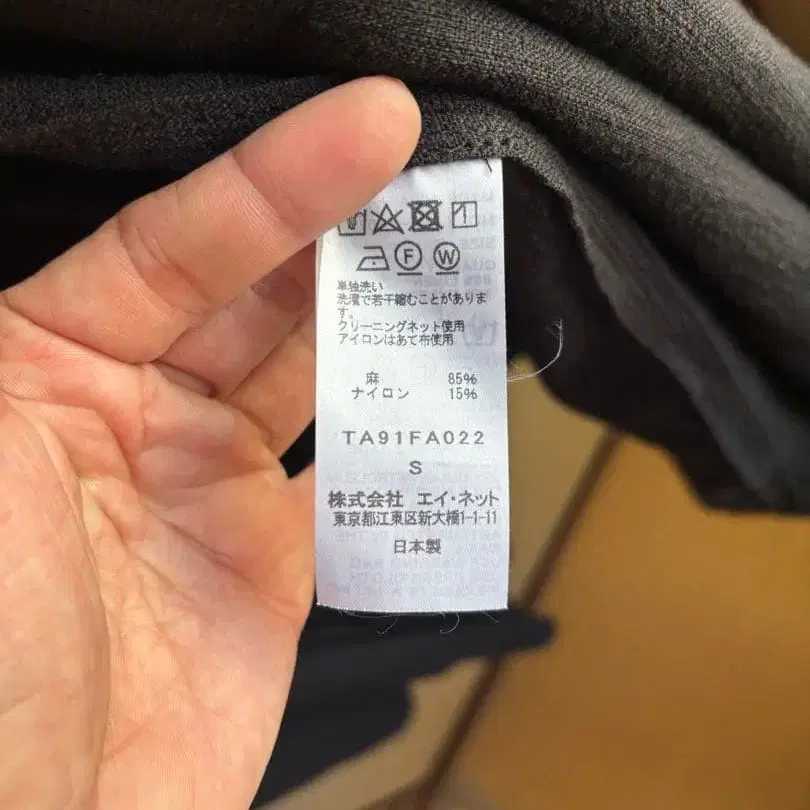 F W
単独洗い
洗濯で若干縮むことがありま
す。
クリーニングネット使用
アイロンはあて布使用
麻 85%
ナイロン 15%
TA91FA022
S
株式会社 エイ・ネット
東京都江東区新大橋1-1-11
日本製